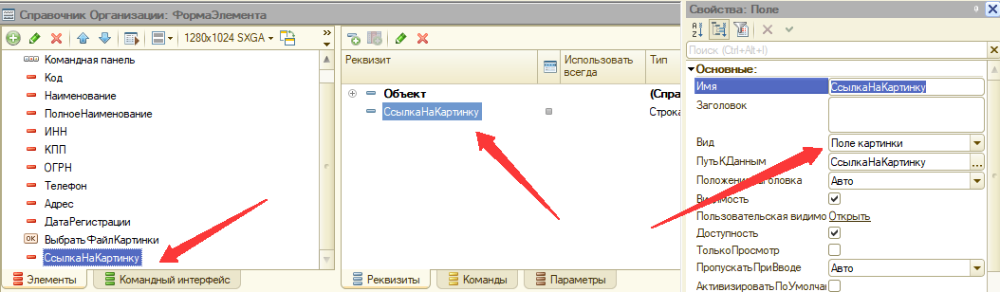 Справочник Организации: ФормаЭлемента
1280x1024 SXGA
Командная панель
Код
Наименование
ПолноеНаименование
ИНН
КПП
ОГРН
Телефон
Адрес
ДатаРегистрации
OK ВыбратьФайлКартинки
СсылкаНаКартинку
Элементы
Командный интерфейс
Реквизит
Использовать всегда
Тип
Объект
(Спра
СсылкаНаКартинку
Строка
Реквизиты
Команды
Параметры
Свойства: Поле
Поиск (Ctrl+Alt+I)
Основные:
Имя СсылкаНаКартинку
Заголовок
Вид Поле картинки
ПутьКДанным СсылкаНаКартинку ...
Положение аголовка Авто
Видимость
Пользовательская видимо Открыть
Доступность
ТолькоПросмотр
ПропускатьПриВводе Авто
АктивизироватьПоУмолчан